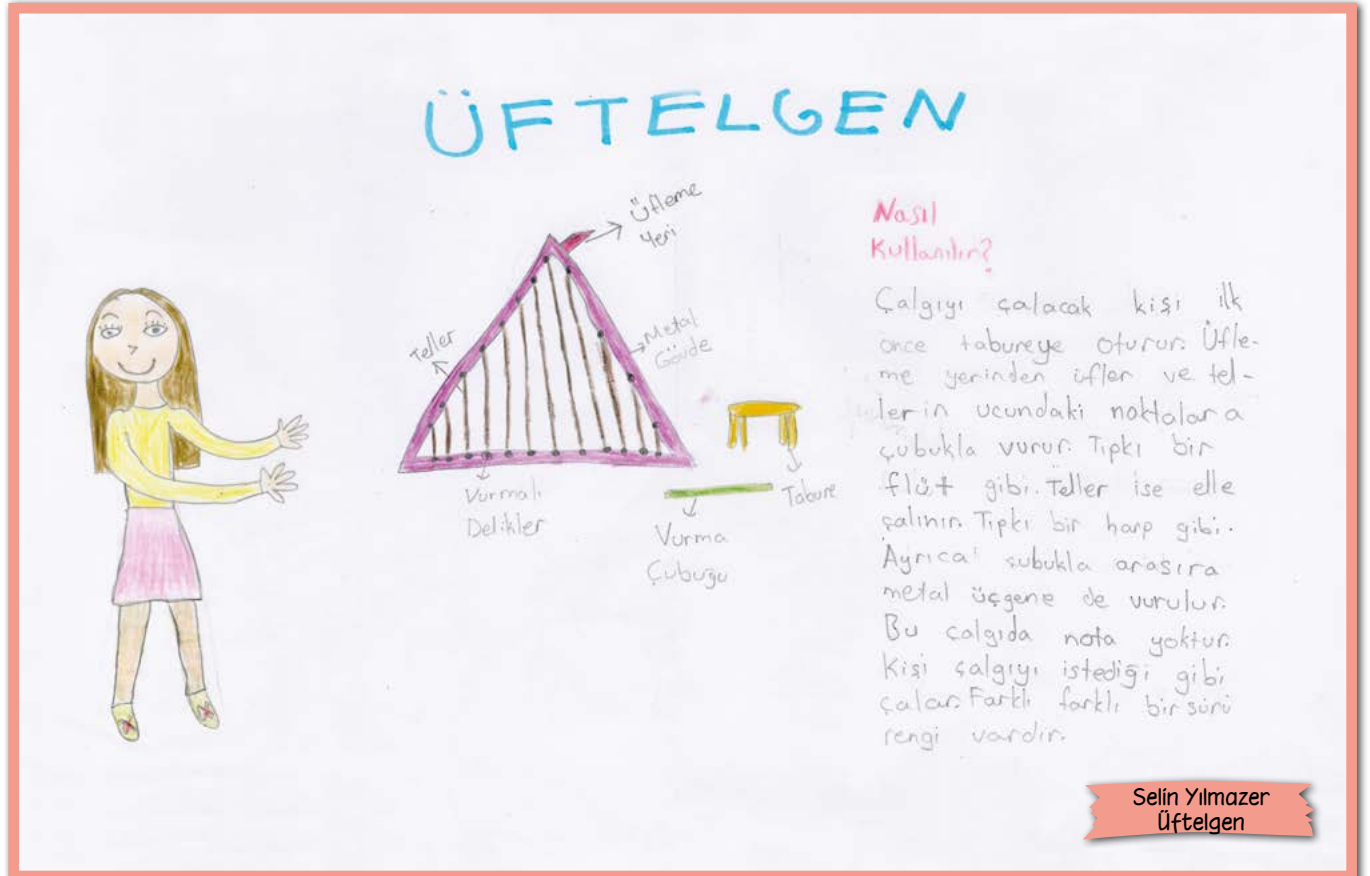 ÜFTELGEN
Üfleme
Yeri
Teller
Metal
Gövde
Vurmalı
Delikler
Vurma
Çubuğu
Tabure
Nasıl
Kullanılır?
Çalgıyı çalacak kişi ilk
önce tabureye oturur. Üfle-
me yerinden üfler ve tel-
lerin ucundaki noktalara
çubukla vurur. Tıpkı bir
flüt gibi. Teller ise elle
çalınır. Tıpkı bir harp gibi.
Ayrıca çubukla arasıra
metal üçgene de vurulur.
Bu çalgıda nota yoktur.
Kişi çalgıyı istediği gibi
çalar. Farklı farklı bir sürü
rengi vardır.
Selin Yılmazer
Üftelgen